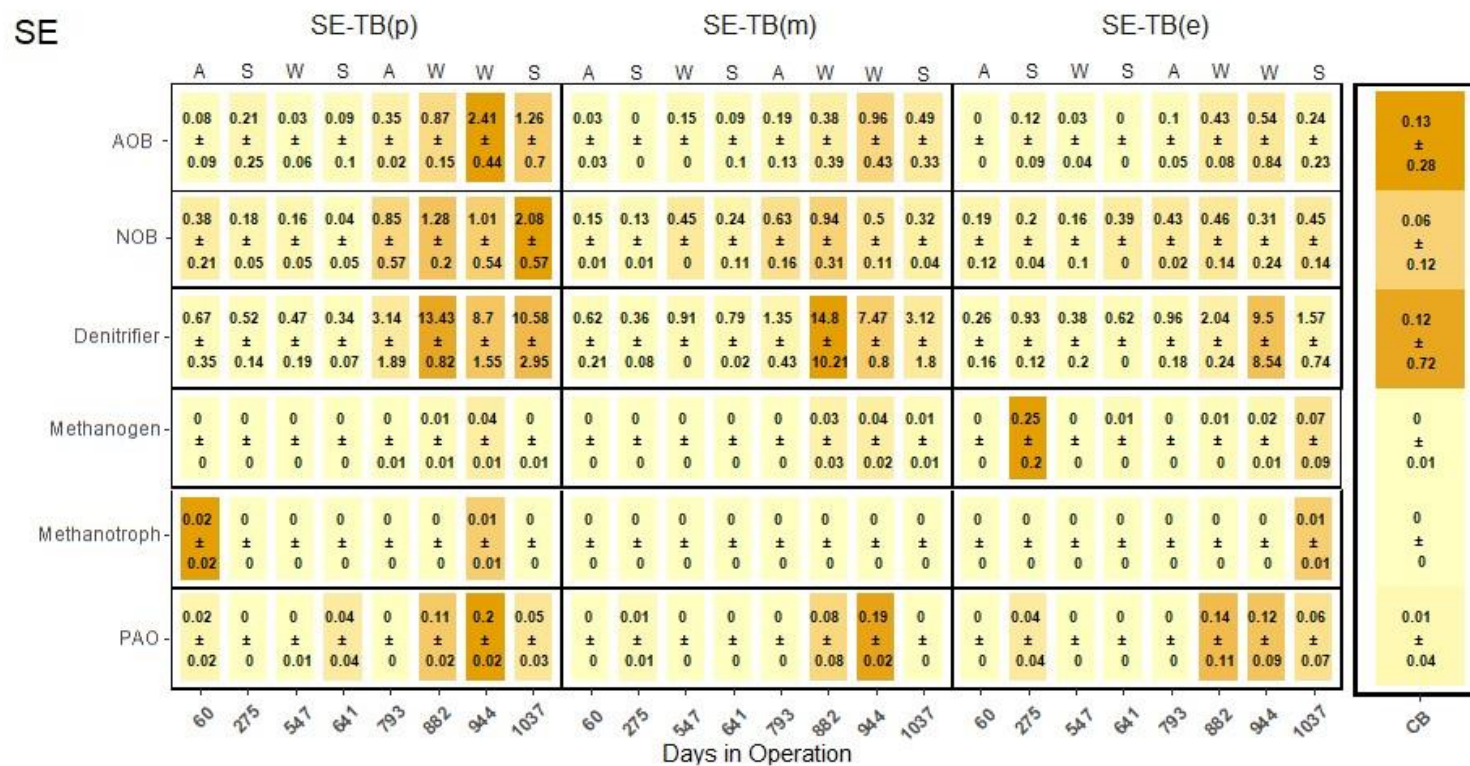 SE
SE-TB(p) SE-TB(m) SE-TB(e)
A S W S A W W S A S W S A W W S A S W S A W W S
0.08 0.21 0.03 0.09 0.35 0.87 2.41 1.26 0.03 0 0.15 0.09 0.19 0.38 0.96 0.49 0 0.12 0.03 0 0.1 0.43 0.54 0.24 0.13
AOB ± ± ± ± ± ± ± ± ± ± ± ± ± ± ± ± ± ± ± ± ± ± ± ± ±
0.09 0.25 0.06 0.1 0.02 0.15 0.44 0.7 0.03 0 0 0.1 0.13 0.39 0.43 0.33 0 0.09 0.04 0 0.05 0.08 0.84 0.23 0.28
0.38 0.18 0.16 0.04 0.85 1.28 1.01 2.08 0.15 0.13 0.45 0.24 0.63 0.94 0.5 0.32 0.19 0.2 0.16 0.39 0.43 0.46 0.31 0.45 0.06
NOB ± ± ± ± ± ± ± ± ± ± ± ± ± ± ± ± ± ± ± ± ± ± ± ± ±
0.21 0.05 0.05 0.05 0.57 0.2 0.54 0.57 0.01 0.01 0 0.11 0.16 0.31 0.11 0.04 0.12 0.04 0.1 0 0.02 0.14 0.24 0.14 0.12
0.67 0.52 0.47 0.34 3.14 13.43 8.7 10.58 0.62 0.36 0.91 0.79 1.35 14.8 7.47 3.12 0.26 0.93 0.38 0.62 0.96 2.04 9.5 1.57 0.12
Denitrifier ± ± ± ± ± ± ± ± ± ± ± ± ± ± ± ± ± ± ± ± ± ± ± ± ±
0.35 0.14 0.19 0.07 1.89 0.82 1.55 2.95 0.21 0.08 0 0.02 0.43 10.21 0.8 1.8 0.16 0.12 0.2 0 0.18 0.24 8.54 0.74 0.72
0 0 0 0 0 0.01 0.04 0 0 0 0 0 0 0.03 0.04 0.01 0 0.25 0 0.01 0 0.01 0.02 0.07 0
Methanogen ± ± ± ± ± ± ± ± ± ± ± ± ± ± ± ± ± ± ± ± ± ± ± ± ±
0 0 0 0 0.01 0.01 0.01 0.01 0 0 0 0 0 0.03 0.02 0.01 0 0.2 0 0 0 0 0.01 0.09 0.01
0.02 0 0 0 0 0 0.01 0 0 0 0 0 0 0 0 0 0 0 0 0 0 0 0 0.01 0
Methanotroph ± ± ± ± ± ± ± ± ± ± ± ± ± ± ± ± ± ± ± ± ± ± ± ± ±
0.02 0 0 0 0 0 0.01 0 0 0 0 0 0 0 0 0 0 0 0 0 0 0 0 0.01 0
0.02 0 0 0.04 0 0.11 0.2 0.05 0 0.01 0 0 0 0.08 0.19 0 0 0.04 0 0 0 0.14 0.12 0.06 0.01
PAO ± ± ± ± ± ± ± ± ± ± ± ± ± ± ± ± ± ± ± ± ± ± ± ± ±
0.02 0 0.01 0.04 0 0.02 0.02 0.03 0 0.01 0 0 0 0.08 0.02 0 0 0.04 0 0 0 0.11 0.09 0.07 0.04
60 275 547 641 793 882 944 1037 60 275 547 641 793 882 944 1037 60 275 547 641 793 882 944 1037 CB
Days in Operation